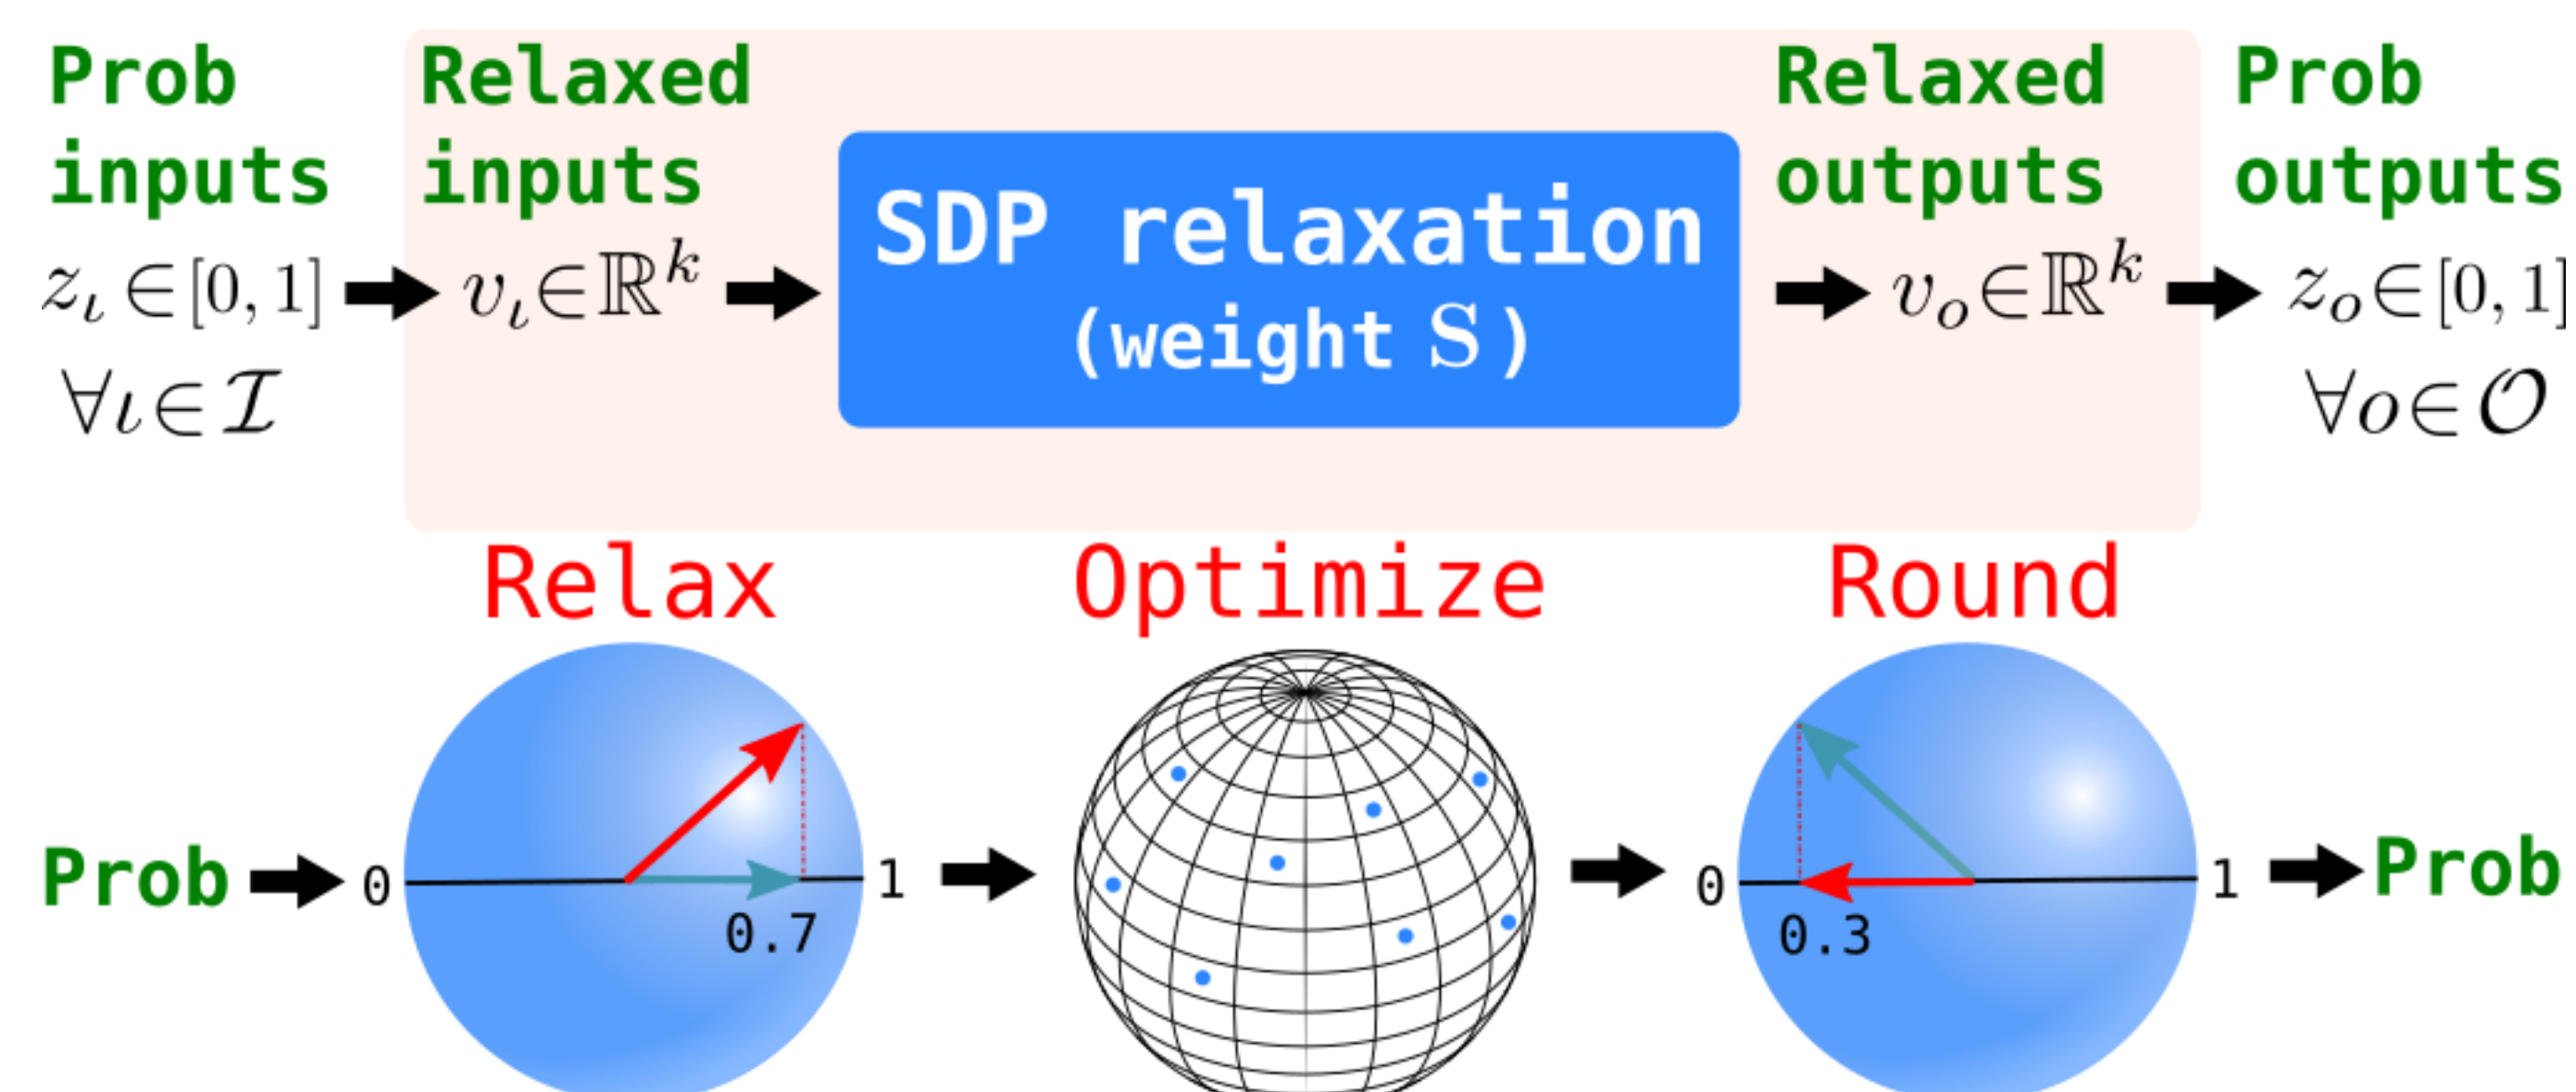 Prob inputs
z_ι ∈ [0, 1]
∀ι ∈ ℐ
Relaxed inputs
v_ι ∈ ℝ^k
SDP relaxation
(weight S)
Relaxed outputs
v_o ∈ ℝ^k
Prob outputs
z_o ∈ [0, 1]
∀o ∈ 𝒪
Relax
Optimize
Round
Prob
0
1
0.7
0
1
0.3
Prob